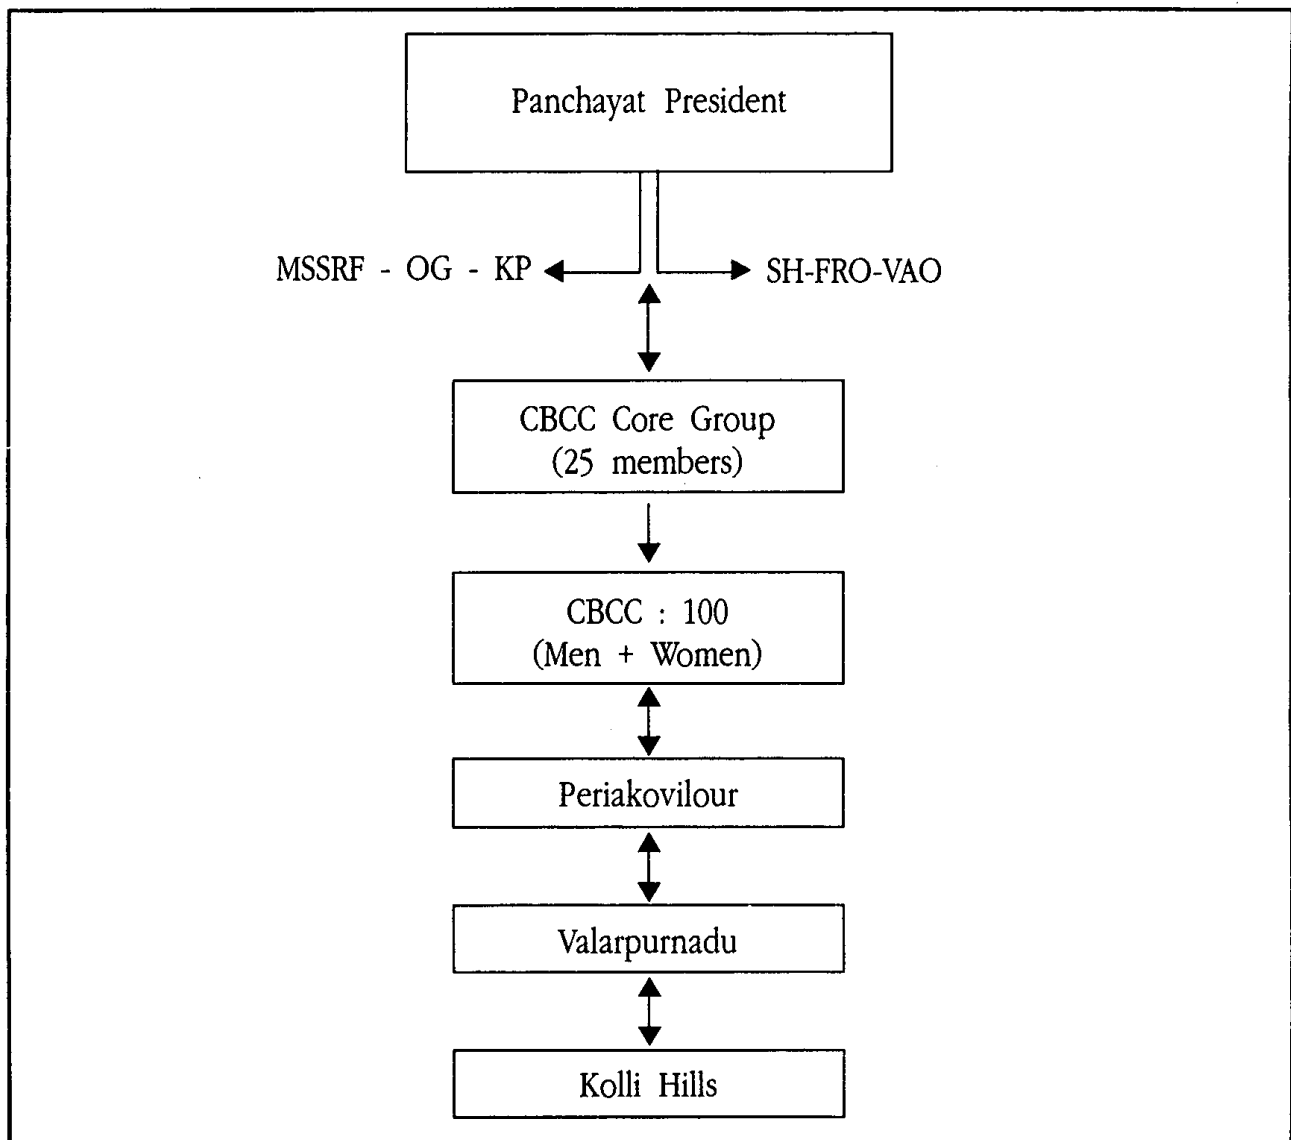 Panchayat President
MSSRF - OG - KP
SH-FRO-VAO
CBCC Core Group
(25 members)
CBCC : 100
(Men + Women)
Periakovilour
Valarpurnadu
Kolli Hills